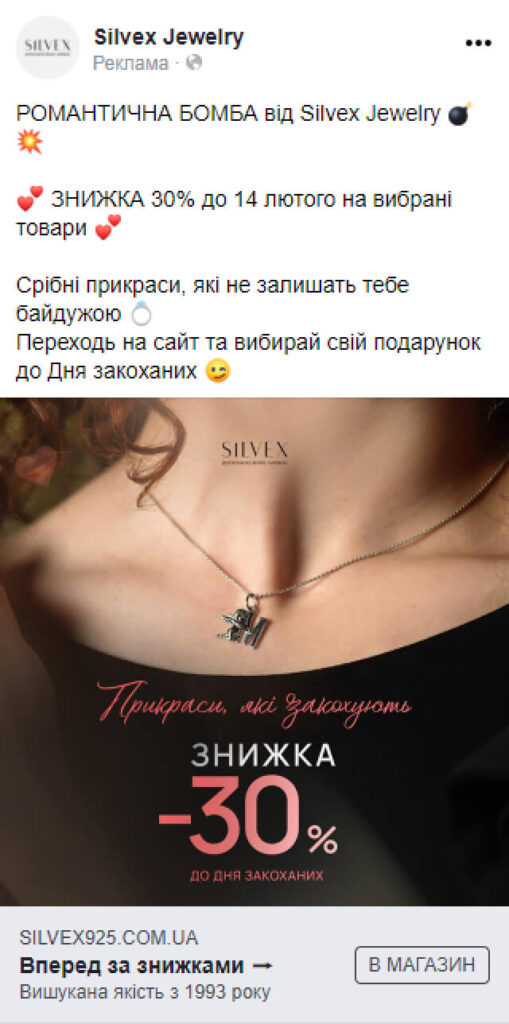 SILVEX
Silvex Jewelry
Реклама ·
РОМАНТИЧНА БОМБА від Silvex Jewelry 💣
💥
💕 ЗНИЖКА 30% до 14 лютого на вибрані
товари 💕
Срібні прикраси, які не залишать тебе
байдужою 💍
Переходь на сайт та вибирай свій подарунок
до Дня закоханих 😉
SILVEX
Прикраси, які закохують
ЗНИЖКА
-30%
ДО ДНЯ ЗАКОХАНИХ
SILVEX925.COM.UA
Вперед за знижками →
В МАГАЗИН
Вишукана якість з 1993 року